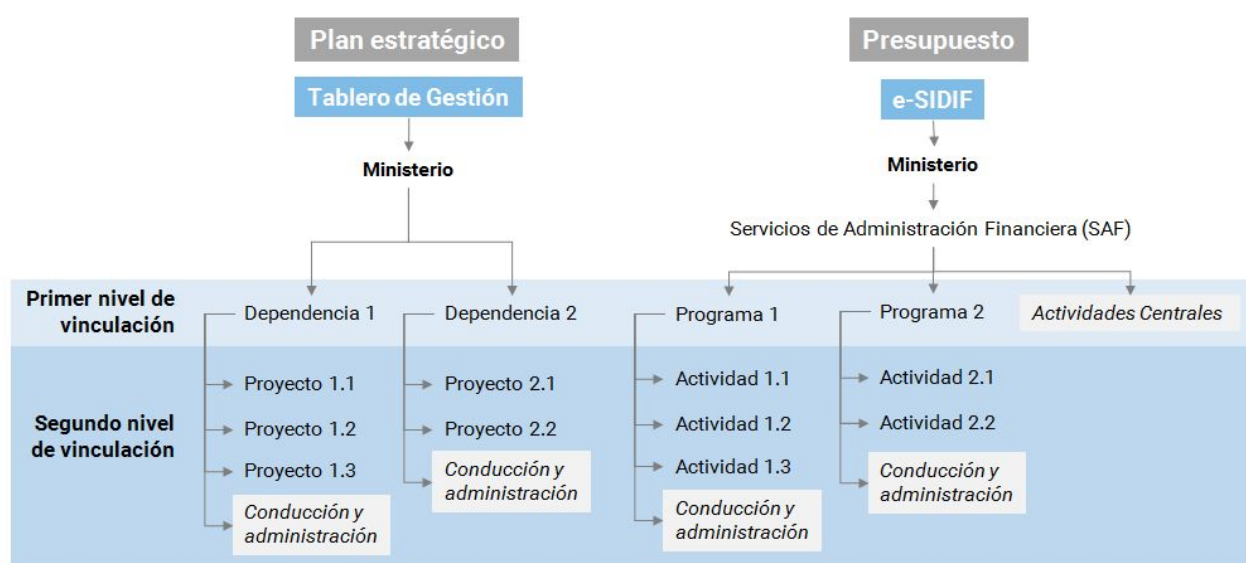 Plan estratégico
Presupuesto
Tablero de Gestión
e-SIDIF
Ministerio
Ministerio
Servicios de Administración Financiera (SAF)
Primer nivel de
vinculación
Dependencia 1
Dependencia 2
Programa 1
Programa 2
Actividades Centrales
Segundo nivel
de vinculación
Proyecto 1.1
Proyecto 1.2
Proyecto 1.3
Conducción y
administración
Proyecto 2.1
Proyecto 2.2
Conducción y
administración
Actividad 1.1
Actividad 1.2
Actividad 1.3
Conducción y
administración
Actividad 2.1
Actividad 2.2
Conducción y
administración